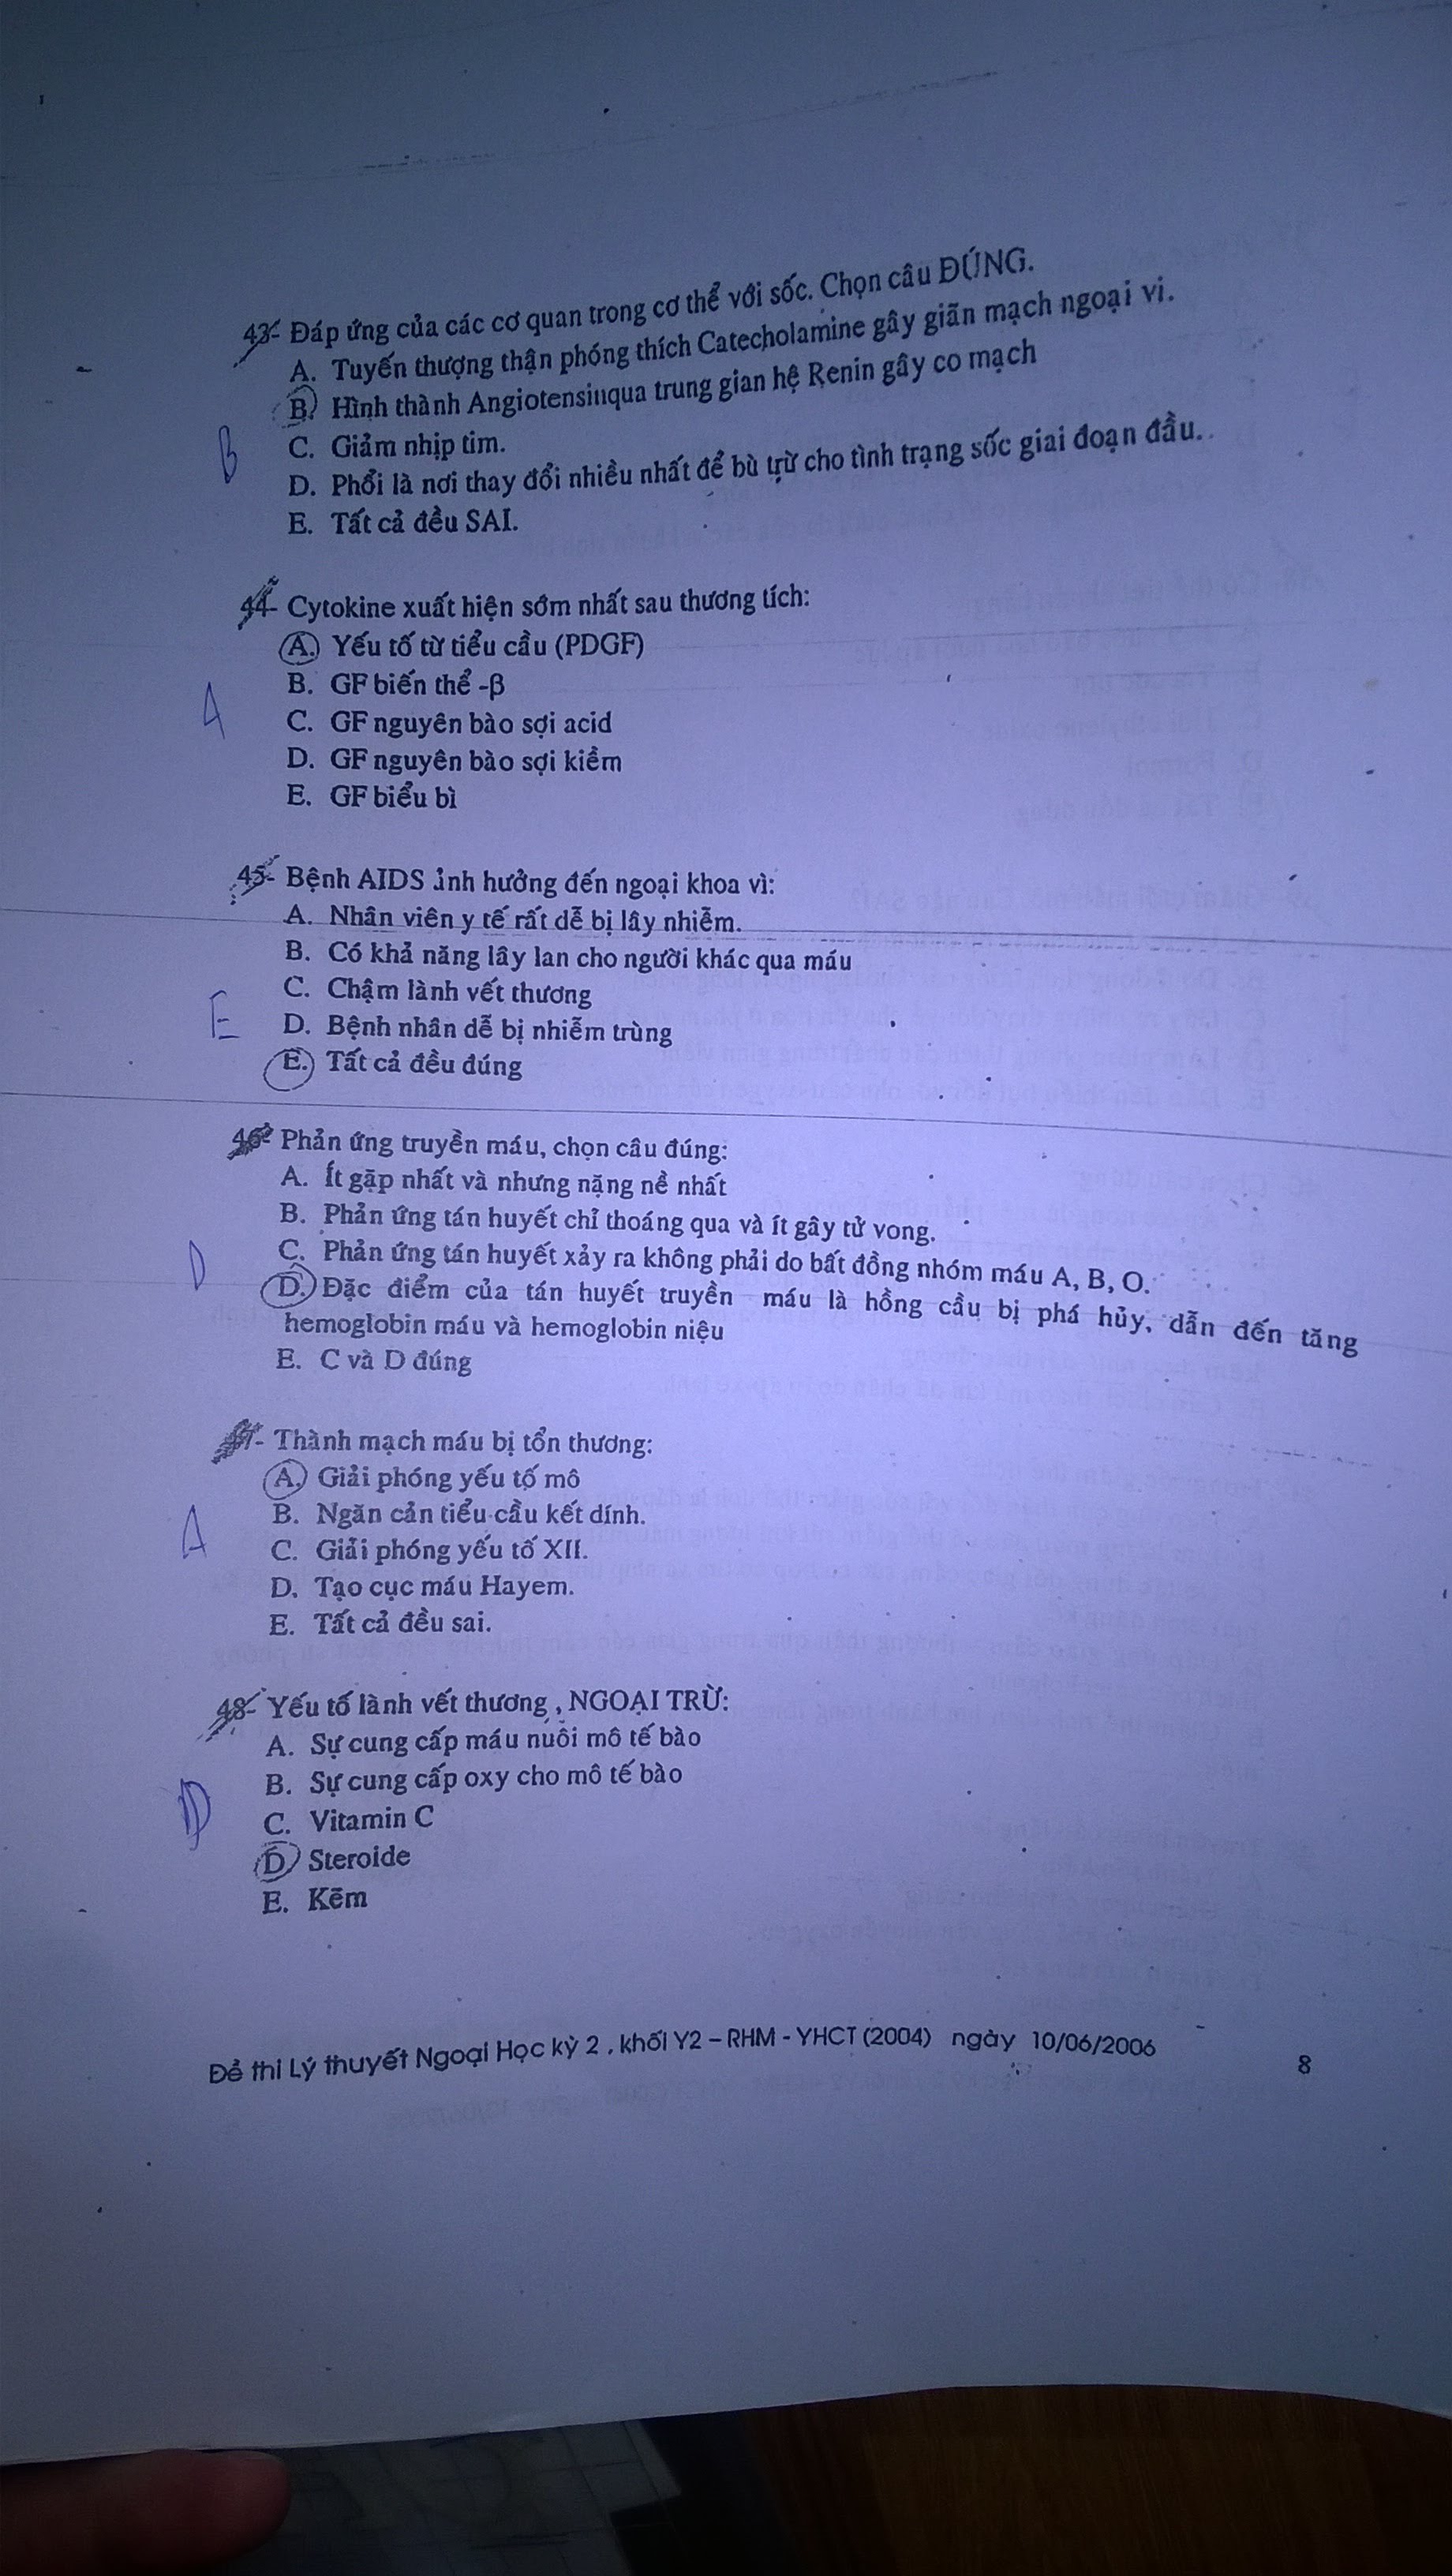 43- Đáp ứng của các cơ quan trong cơ thể với sốc. Chọn câu ĐÚNG.
A. Tuyến thượng thận phóng thích Catecholamine gây giãn mạch ngoại vi.
B. Hình thành Angiotensinqua trung gian hệ Renin gây co mạch
B
C. Giảm nhịp tim.
D. Phổi là nơi thay đổi nhiều nhất để bù trừ cho tình trạng sốc giai đoạn đầu.
E. Tất cả đều SAI.
44- Cytokine xuất hiện sớm nhất sau thương tích:
A. Yếu tố từ tiểu cầu (PDGF)
B. GF biến thể -β
A
C. GF nguyên bào sợi acid
D. GF nguyên bào sợi kiềm
E. GF biểu bì
45- Bệnh AIDS ảnh hưởng đến ngoại khoa vì:
A. Nhân viên y tế rất dễ bị lây nhiễm.
B. Có khả năng lây lan cho người khác qua máu
C. Chậm lành vết thương
E
D. Bệnh nhân dễ bị nhiễm trùng
E. Tất cả đều đúng
46- Phản ứng truyền máu, chọn câu đúng:
A. Ít gặp nhất và nhưng nặng nề nhất
B. Phản ứng tán huyết chỉ thoáng qua và ít gây tử vong.
C. Phản ứng tán huyết xảy ra không phải do bất đồng nhóm máu A, B, O.
D
D. Đặc điểm của tán huyết truyền máu là hồng cầu bị phá hủy, dẫn đến tăng
hemoglobin máu và hemoglobin niệu
E. C và D đúng
47- Thành mạch máu bị tổn thương:
A. Giải phóng yếu tố mô
B. Ngăn cản tiểu cầu kết dính.
A
C. Giải phóng yếu tố XII.
D. Tạo cục máu Hayem.
E. Tất cả đều sai.
48- Yếu tố lành vết thương , NGOẠI TRỪ:
A. Sự cung cấp máu nuôi mô tế bào
B. Sự cung cấp oxy cho mô tế bào
D
C. Vitamin C
D. Steroide
E. Kẽm
Đề thi Lý thuyết Ngoại Học kỳ 2 , khối Y2 – RHM - YHCT (2004) ngày 10/06/2006
8